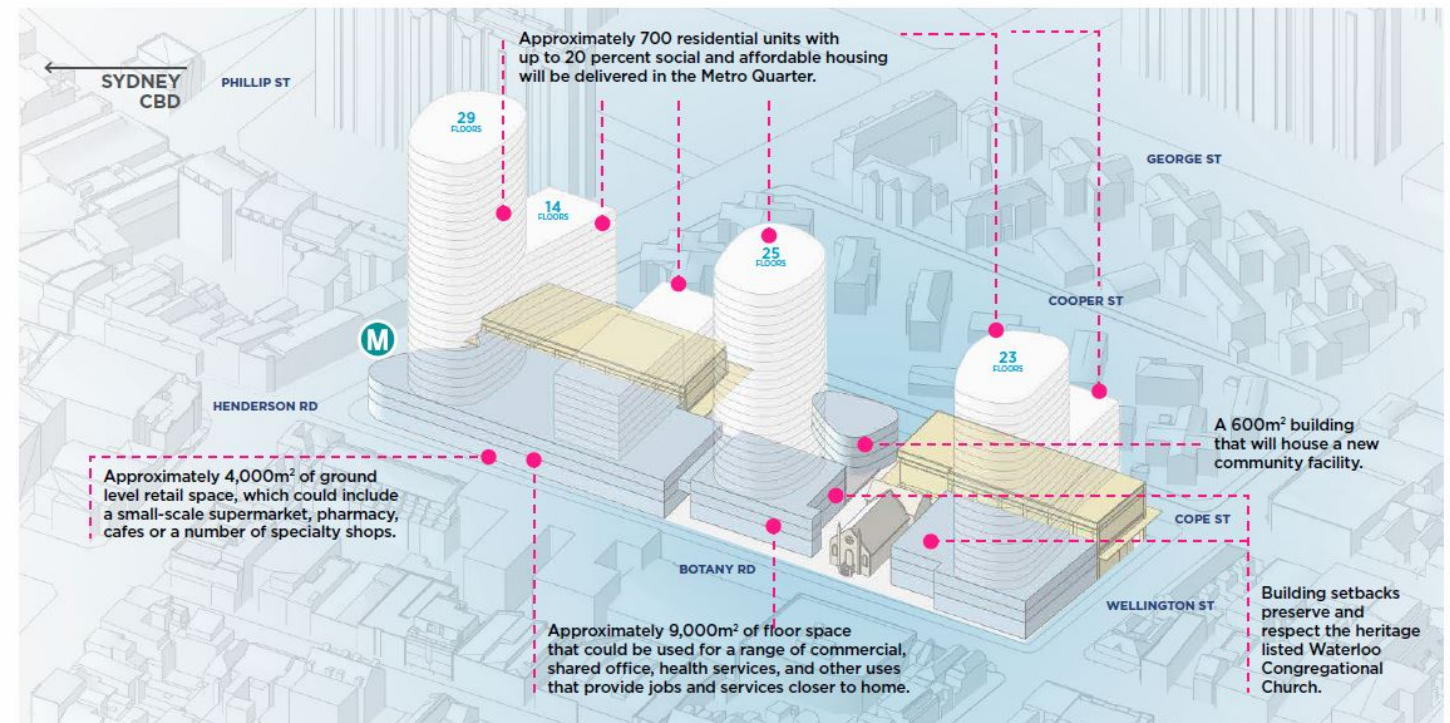 Approximately 700 residential units with
up to 20 percent social and affordable housing
will be delivered in the Metro Quarter.
SYDNEY
CBD
PHILLIP ST
29
FLOORS
14
FLOORS
25
FLOORS
23
FLOORS
GEORGE ST
COOPER ST
M
HENDERSON RD
A 600m² building
that will house a new
community facility.
Approximately 4,000m² of ground
level retail space, which could include
a small-scale supermarket, pharmacy,
cafes or a number of specialty shops.
COPE ST
BOTANY RD
WELLINGTON ST
Building setbacks
preserve and
respect the heritage
listed Waterloo
Congregational
Church.
Approximately 9,000m² of floor space
that could be used for a range of commercial,
shared office, health services, and other uses
that provide jobs and services closer to home.